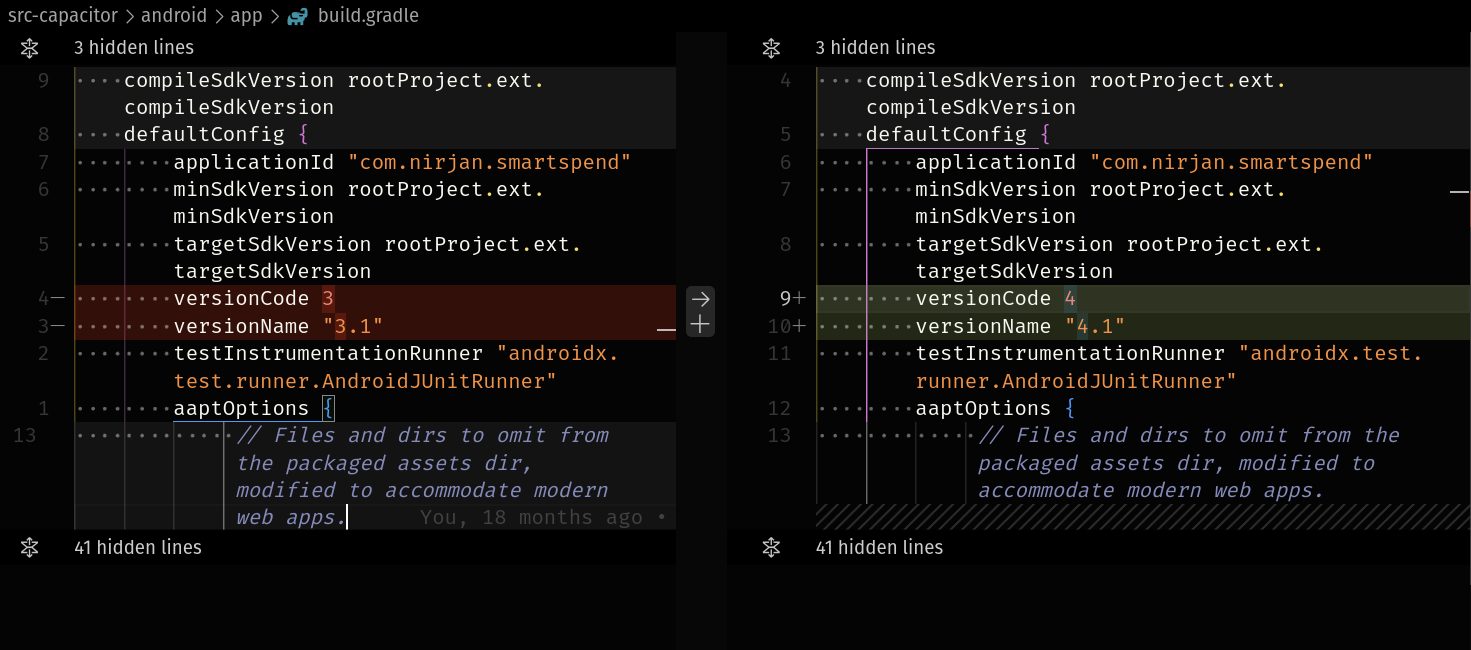 src-capacitor > android > app > build.gradle
3 hidden lines
9 ····compileSdkVersion rootProject.ext.
compileSdkVersion
8 ····defaultConfig {
7 ········applicationId "com.nirjan.smartspend"
6 ········minSdkVersion rootProject.ext.
minSdkVersion
5 ········targetSdkVersion rootProject.ext.
targetSdkVersion
4— ········versionCode 3
3— ········versionName "3.1"
2 ········testInstrumentationRunner "androidx.
test.runner.AndroidJUnitRunner"
1 ········aaptOptions {
13 ·············// Files and dirs to omit from
the packaged assets dir,
modified to accommodate modern
web apps. You, 18 months ago •
41 hidden lines
3 hidden lines
4 ····compileSdkVersion rootProject.ext.
compileSdkVersion
5 ····defaultConfig {
6 ········applicationId "com.nirjan.smartspend"
7 ········minSdkVersion rootProject.ext.
minSdkVersion
8 ········targetSdkVersion rootProject.ext.
targetSdkVersion
9+ ········versionCode 4
10+ ········versionName "4.1"
11 ········testInstrumentationRunner "androidx.test.
runner.AndroidJUnitRunner"
12 ········aaptOptions {
13 ·············// Files and dirs to omit from the
packaged assets dir, modified to
accommodate modern web apps.
41 hidden lines